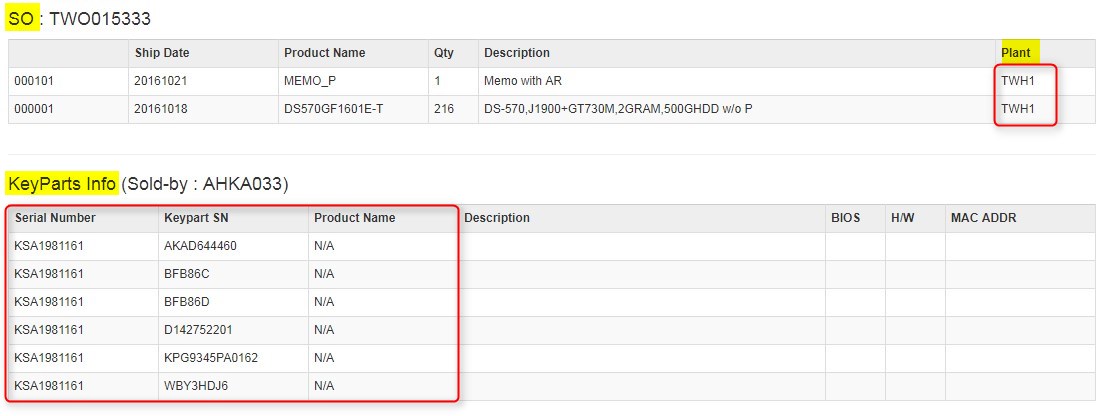 SO : TWO015333
Ship Date Product Name Qty Description Plant
000101 20161021 MEMO_P 1 Memo with AR TWH1
000001 20161018 DS570GF1601E-T 216 DS-570,J1900+GT730M,2GRAM,500GHDD w/o P TWH1
KeyParts Info (Sold-by : AHKA033)
Serial Number Keypart SN Product Name Description BIOS H/W MAC ADDR
KSA1981161 AKAD644460 N/A
KSA1981161 BFB86C N/A
KSA1981161 BFB86D N/A
KSA1981161 D142752201 N/A
KSA1981161 KPG9345PA0162 N/A
KSA1981161 WBY3HDJ6 N/A